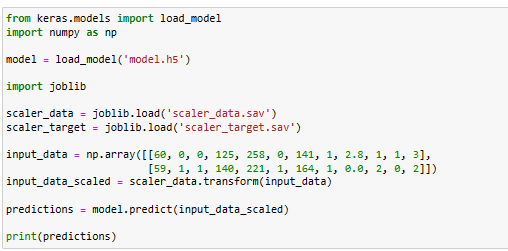 from keras.models import load_model
import numpy as np
model = load_model('model.h5')
import joblib
scaler_data = joblib.load('scaler_data.sav')
scaler_target = joblib.load('scaler_target.sav')
input_data = np.array([[60, 0, 0, 125, 258, 0, 141, 1, 2.8, 1, 1, 3],
[59, 1, 1, 140, 221, 1, 164, 1, 0.0, 2, 0, 2]])
input_data_scaled = scaler_data.transform(input_data)
predictions = model.predict(input_data_scaled)
print(predictions)